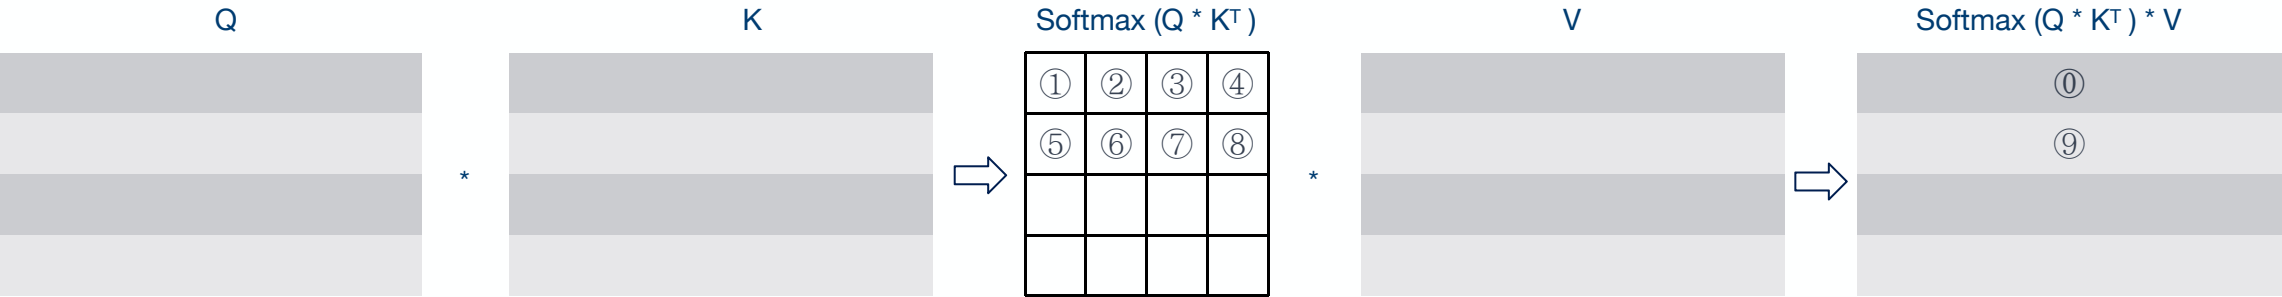 Q K Softmax (Q * Kᵀ ) V Softmax (Q * Kᵀ ) * V
① ② ③ ④ ⓪
⑤ ⑥ ⑦ ⑧ ⑨
* *